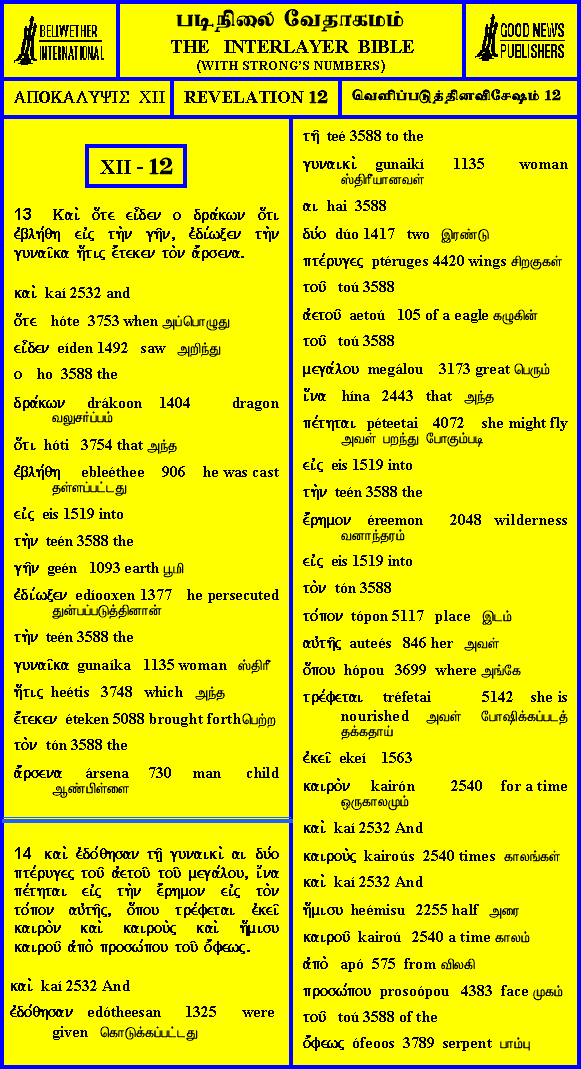 BELLWETHER
INTERNATIONAL
படிநிலை வேதாகமம்
THE INTERLAYER BIBLE
(WITH STRONG'S NUMBERS)
GOOD NEWS
PUBLISHERS
ΑΠΟΚΑΛΥΨΙΣ XII
REVELATION 12
வெளிப்படுத்தினவிசேஷம் 12
XII - 12
13 Καὶ ὅτε εἶδεν ο δράκων ὅτι
ἐβλήθη εἰς τὴν γῆν, ἐδίωξεν τὴν
γυναῖκα ἥτις ἔτεκεν τὸν ἄρσενα.
καὶ kaí 2532 and
ὅτε hóte 3753 when அப்பொழுது
εἶδεν eíden 1492 saw அறிந்து
ο ho 3588 the
δράκων drákoon 1404 dragon
வலுசர்ப்பம்
ὅτι hóti 3754 that அந்த
ἐβλήθη ebleéthee 906 he was cast
தள்ளப்பட்டது
εἰς eis 1519 into
τὴν teén 3588 the
γῆν geén 1093 earth பூமி
ἐδίωξεν edíooxen 1377 he persecuted
துன்பப்படுத்தினான்
τὴν teén 3588 the
γυναῖκα gunaíka 1135 woman ஸ்திரீ
ἥτις heétis 3748 which அந்த
ἔτεκεν éteken 5088 brought forth பெற்ற
τὸν tón 3588 the
ἄρσενα ársena 730 man child
ஆண்பிள்ளை
14 καὶ ἐδόθησαν τῇ γυναικὶ αι δύο
πτέρυγες τοῦ ἀετοῦ τοῦ μεγάλου, ἵνα
πέτηται εἰς τὴν ἔρημον εἰς τὸν
τόπον αὐτῆς, ὅπου τρέφεται ἐκεῖ
καιρὸν καὶ καιροὺς καὶ ἥμισυ
καιροῦ ἀπὸ προσώπου τοῦ ὄφεως.
καὶ kaí 2532 And
ἐδόθησαν edótheesan 1325 were
given கொடுக்கப்பட்டது
τῇ teé 3588 to the
γυναικὶ gunaikí 1135 woman
ஸ்திரீயானவள்
αι hai 3588
δύο dúo 1417 two இரண்டு
πτέρυγες ptéruges 4420 wings சிறகுகள்
τοῦ toú 3588
ἀετοῦ aetoú 105 of a eagle கழுகின்
τοῦ toú 3588
μεγάλου megálou 3173 great பெரும்
ἵνα hína 2443 that அந்த
πέτηται péteetai 4072 she might fly
அவள் பறந்து போகும்படி
εἰς eis 1519 into
τὴν teén 3588 the
ἔρημον éreemon 2048 wilderness
வனாந்தரம்
εἰς eis 1519 into
τὸν tón 3588
τόπον tópon 5117 place இடம்
αὐτῆς auteés 846 her அவள்
ὅπου hópou 3699 where அங்கே
τρέφεται tréfetai 5142 she is
nourished அவள் போஷிக்கப்படத்
தக்கதாய்
ἐκεῖ ekeí 1563
καιρὸν kairón 2540 for a time
ஒருகாலமும்
καὶ kaí 2532 And
καιροὺς kairoús 2540 times காலங்கள்
καὶ kaí 2532 And
ἥμισυ heémisu 2255 half அரை
καιροῦ kairoú 2540 a time காலம்
ἀπὸ apó 575 from விலகி
προσώπου prosoópou 4383 face முகம்
τοῦ toú 3588 of the
ὄφεως ófeoos 3789 serpent பாம்பு